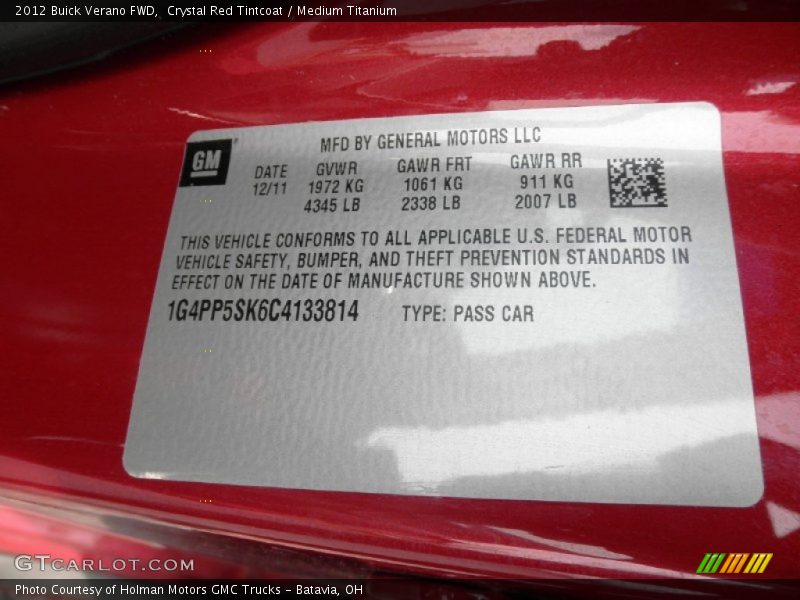 2012 Buick Verano FWD,  Crystal Red Tintcoat / Medium Titanium
MFD BY GENERAL MOTORS LLC
GM
DATE GVWR GAWR FRT GAWR RR
12/11 1972 KG 1061 KG 911 KG
4345 LB 2338 LB 2007 LB
THIS VEHICLE CONFORMS TO ALL APPLICABLE U.S. FEDERAL MOTOR
VEHICLE SAFETY, BUMPER, AND THEFT PREVENTION STANDARDS IN
EFFECT ON THE DATE OF MANUFACTURE SHOWN ABOVE.
1G4PP5SK6C4133814 TYPE: PASS CAR
GTCARLOT.COM
Photo Courtesy of Holman Motors GMC Trucks - Batavia, OH